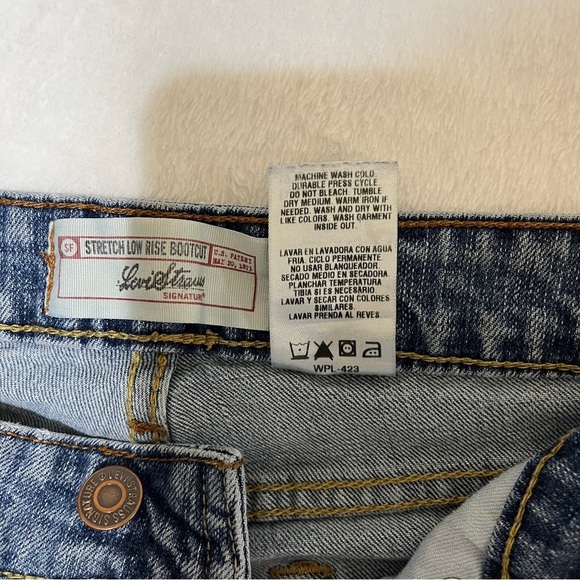 SF
STRETCH LOW RISE BOOTCUT
U.S. PATENT
MAY 20, 1873
Levi Strauss
SIGNATURE
MACHINE WASH COLD.
DURABLE PRESS CYCLE
DO NOT BLEACH. TUMBLE
DRY MEDIUM. WARM IRON IF
NEEDED. WASH AND DRY WITH
LIKE COLORS. WASH GARMENT
INSIDE OUT.
LAVAR EN LAVADORA CON AGUA
FRIA. CICLO PERMANENTE.
NO USAR BLANQUEADOR.
SECADO MEDIO EN SECADORA
PLANCHAR TEMPERATURA
TIBIA SI ES NECESARIO
LAVAR Y SECAR CON COLORES
SIMILARES.
LAVAR PRENDA AL REVES
WPL-423
LEVI STRAUSS SIGNATURE